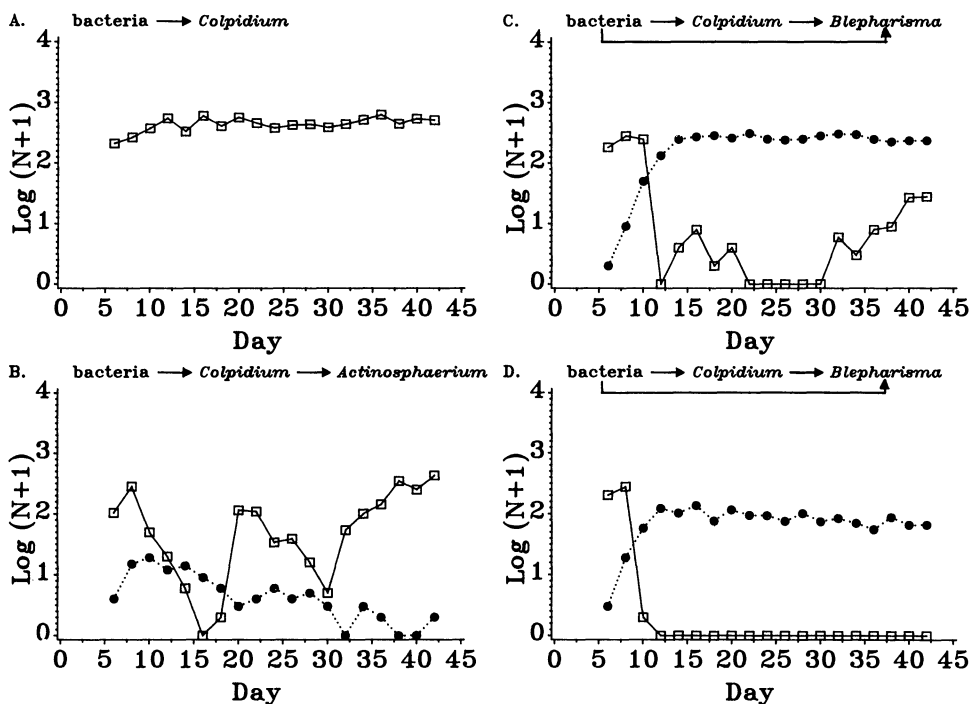 A. bacteria → Colpidium
4
3
2
1
0
Log (N+1)
0 5 10 15 20 25 30 35 40 45
Day
B. bacteria → Colpidium → Actinosphaerium
4
3
2
1
0
Log (N+1)
0 5 10 15 20 25 30 35 40 45
Day
C. bacteria → Colpidium → Blepharisma
4
3
2
1
0
Log (N+1)
0 5 10 15 20 25 30 35 40 45
Day
D. bacteria → Colpidium → Blepharisma
4
3
2
1
0
Log (N+1)
0 5 10 15 20 25 30 35 40 45
Day